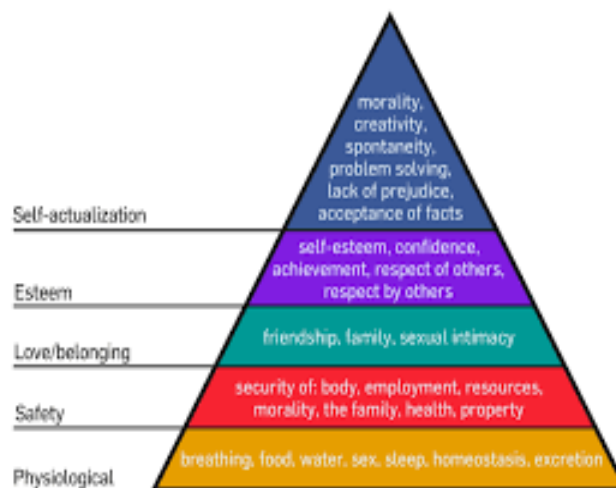 morality,
creativity,
spontaneity,
problem solving,
lack of prejudice,
acceptance of facts
Self-actualization
self-esteem, confidence,
achievement, respect of others,
respect by others
Esteem
friendship, family, sexual intimacy
Love/belonging
security of: body, employment, resources,
morality, the family, health, property
Safety
breathing, food, water, sex, sleep, homeostasis, excretion
Physiological